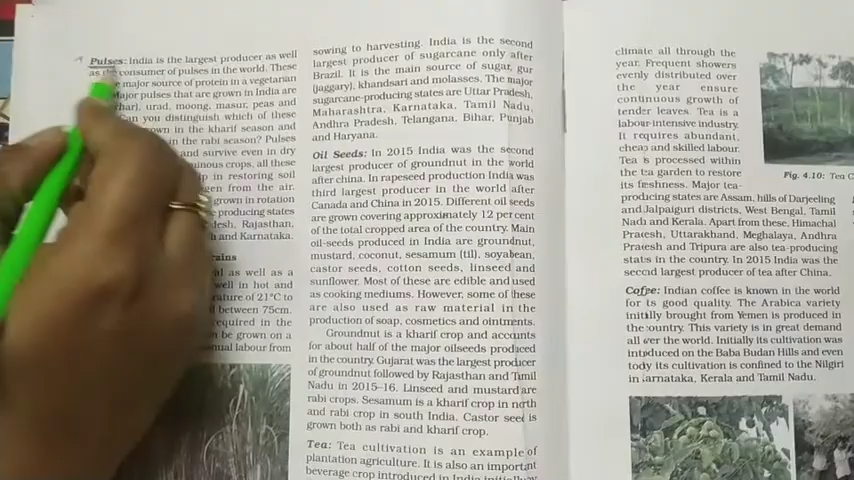 Pulses: India is the largest producer as well
as the consumer of pulses in the world. These
major source of protein in a vegetarian
ajor pulses that are grown in India are
rhar), urad, moong, masur, peas and
Can you distinguish which of these
own in the kharif season and
in the rabi season? Pulses
and survive even in dry
uinous crops, all these
lp in restoring soil
gen from the air.
grown in rotation
producing states
desh, Rajasthan,
and Karnataka.
rains
al as well as a
well in hot and
rature of 21°C to
between 75cm.
required in the
n be grown on a
nual labour from
sowing to harvesting. India is the second
largest producer of sugarcane only after
Brazil. It is the main source of sugar, gur
(jaggary), khandsari and molasses. The major
sugarcane-producing states are Uttar Pradesh,
Maharashtra, Karnataka, Tamil Nadu,
Andhra Pradesh, Telangana, Bihar, Punjab
and Haryana.
Oil Seeds: In 2015 India was the second
largest producer of groundnut in the world
after china. In rapeseed production India was
third largest producer in the world after
Canada and China in 2015. Different oil seeds
are grown covering approximately 12 per cent
of the total cropped area of the country. Main
oil-seeds produced in India are groundnut,
mustard, coconut, sesamum (til), soyabean,
castor seeds, cotton seeds, linseed and
sunflower. Most of these are edible and used
as cooking mediums. However, some of these
are also used as raw material in the
production of soap, cosmetics and ointments.
Groundnut is a kharif crop and accounts
for about half of the major oilseeds produced
in the country. Gujarat was the largest producer
of groundnut followed by Rajasthan and Tamil
Nadu in 2015-16. Linseed and mustard are
rabi crops. Sesamum is a kharif crop in north
and rabi crop in south India. Castor seed is
grown both as rabi and kharif crop.
Tea: Tea cultivation is an example of
plantation agriculture. It is also an important
beverage crop introduced in India initially
climate all through the
year. Frequent showers
evenly distributed over
the year ensure
continuous growth of
tender leaves. Tea is a
labour-intensive industry.
It requires abundant,
cheap and skilled labour.
Tea is processed within
the tea garden to restore
its freshness. Major tea-
producing states are Assam, hills of Darjeeling
and Jalpaiguri districts, West Bengal, Tamil
Nadu and Kerala. Apart from these, Himachal
Pradesh, Uttarakhand, Meghalaya, Andhra
Pradesh and Tripura are also tea-producing
states in the country. In 2015 India was the
second largest producer of tea after China.
Coffee: Indian coffee is known in the world
for its good quality. The Arabica variety
initially brought from Yemen is produced in
the country. This variety is in great demand
all over the world. Initially its cultivation was
introduced on the Baba Budan Hills and even
today its cultivation is confined to the Nilgiri
in Karnataka, Kerala and Tamil Nadu.
Fig. 4.10: Tea C